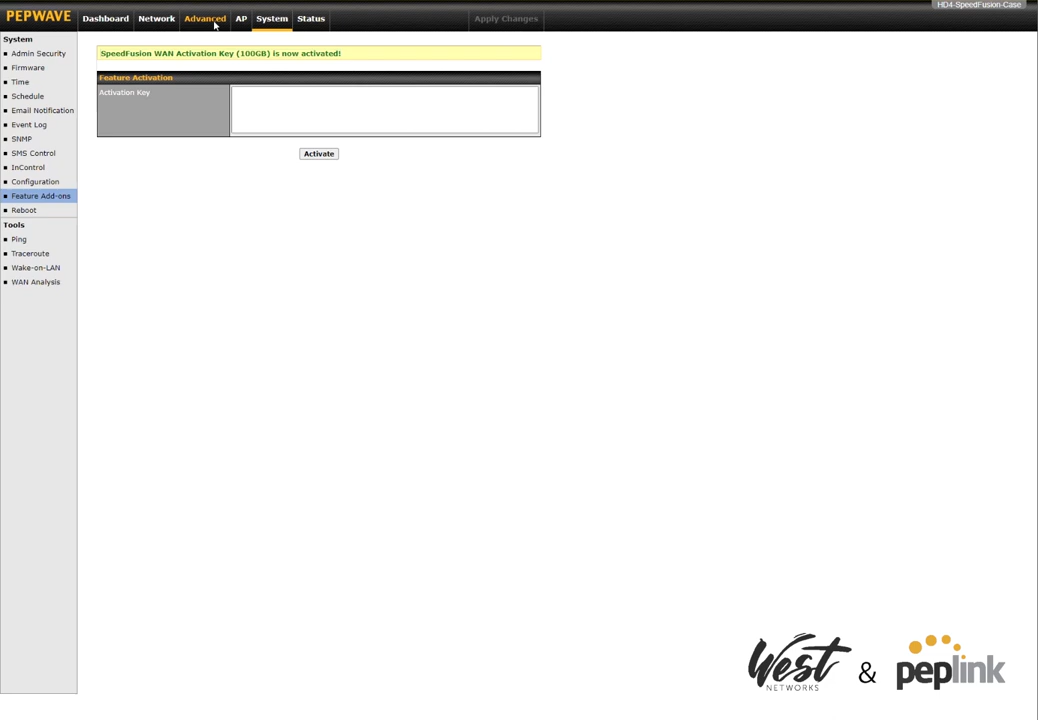 HD4-SpeedFusion-Case
PEPWAVE
Dashboard
Network
Advanced
AP
System
Status
Apply Changes
System
Admin Security
Firmware
Time
Schedule
Email Notification
Event Log
SNMP
SMS Control
InControl
Configuration
Feature Add-ons
Reboot
Tools
Ping
Traceroute
Wake-on-LAN
WAN Analysis
SpeedFusion WAN Activation Key (100GB) is now activated!
Feature Activation
Activation Key
Activate
West
NETWORKS
&
peplink